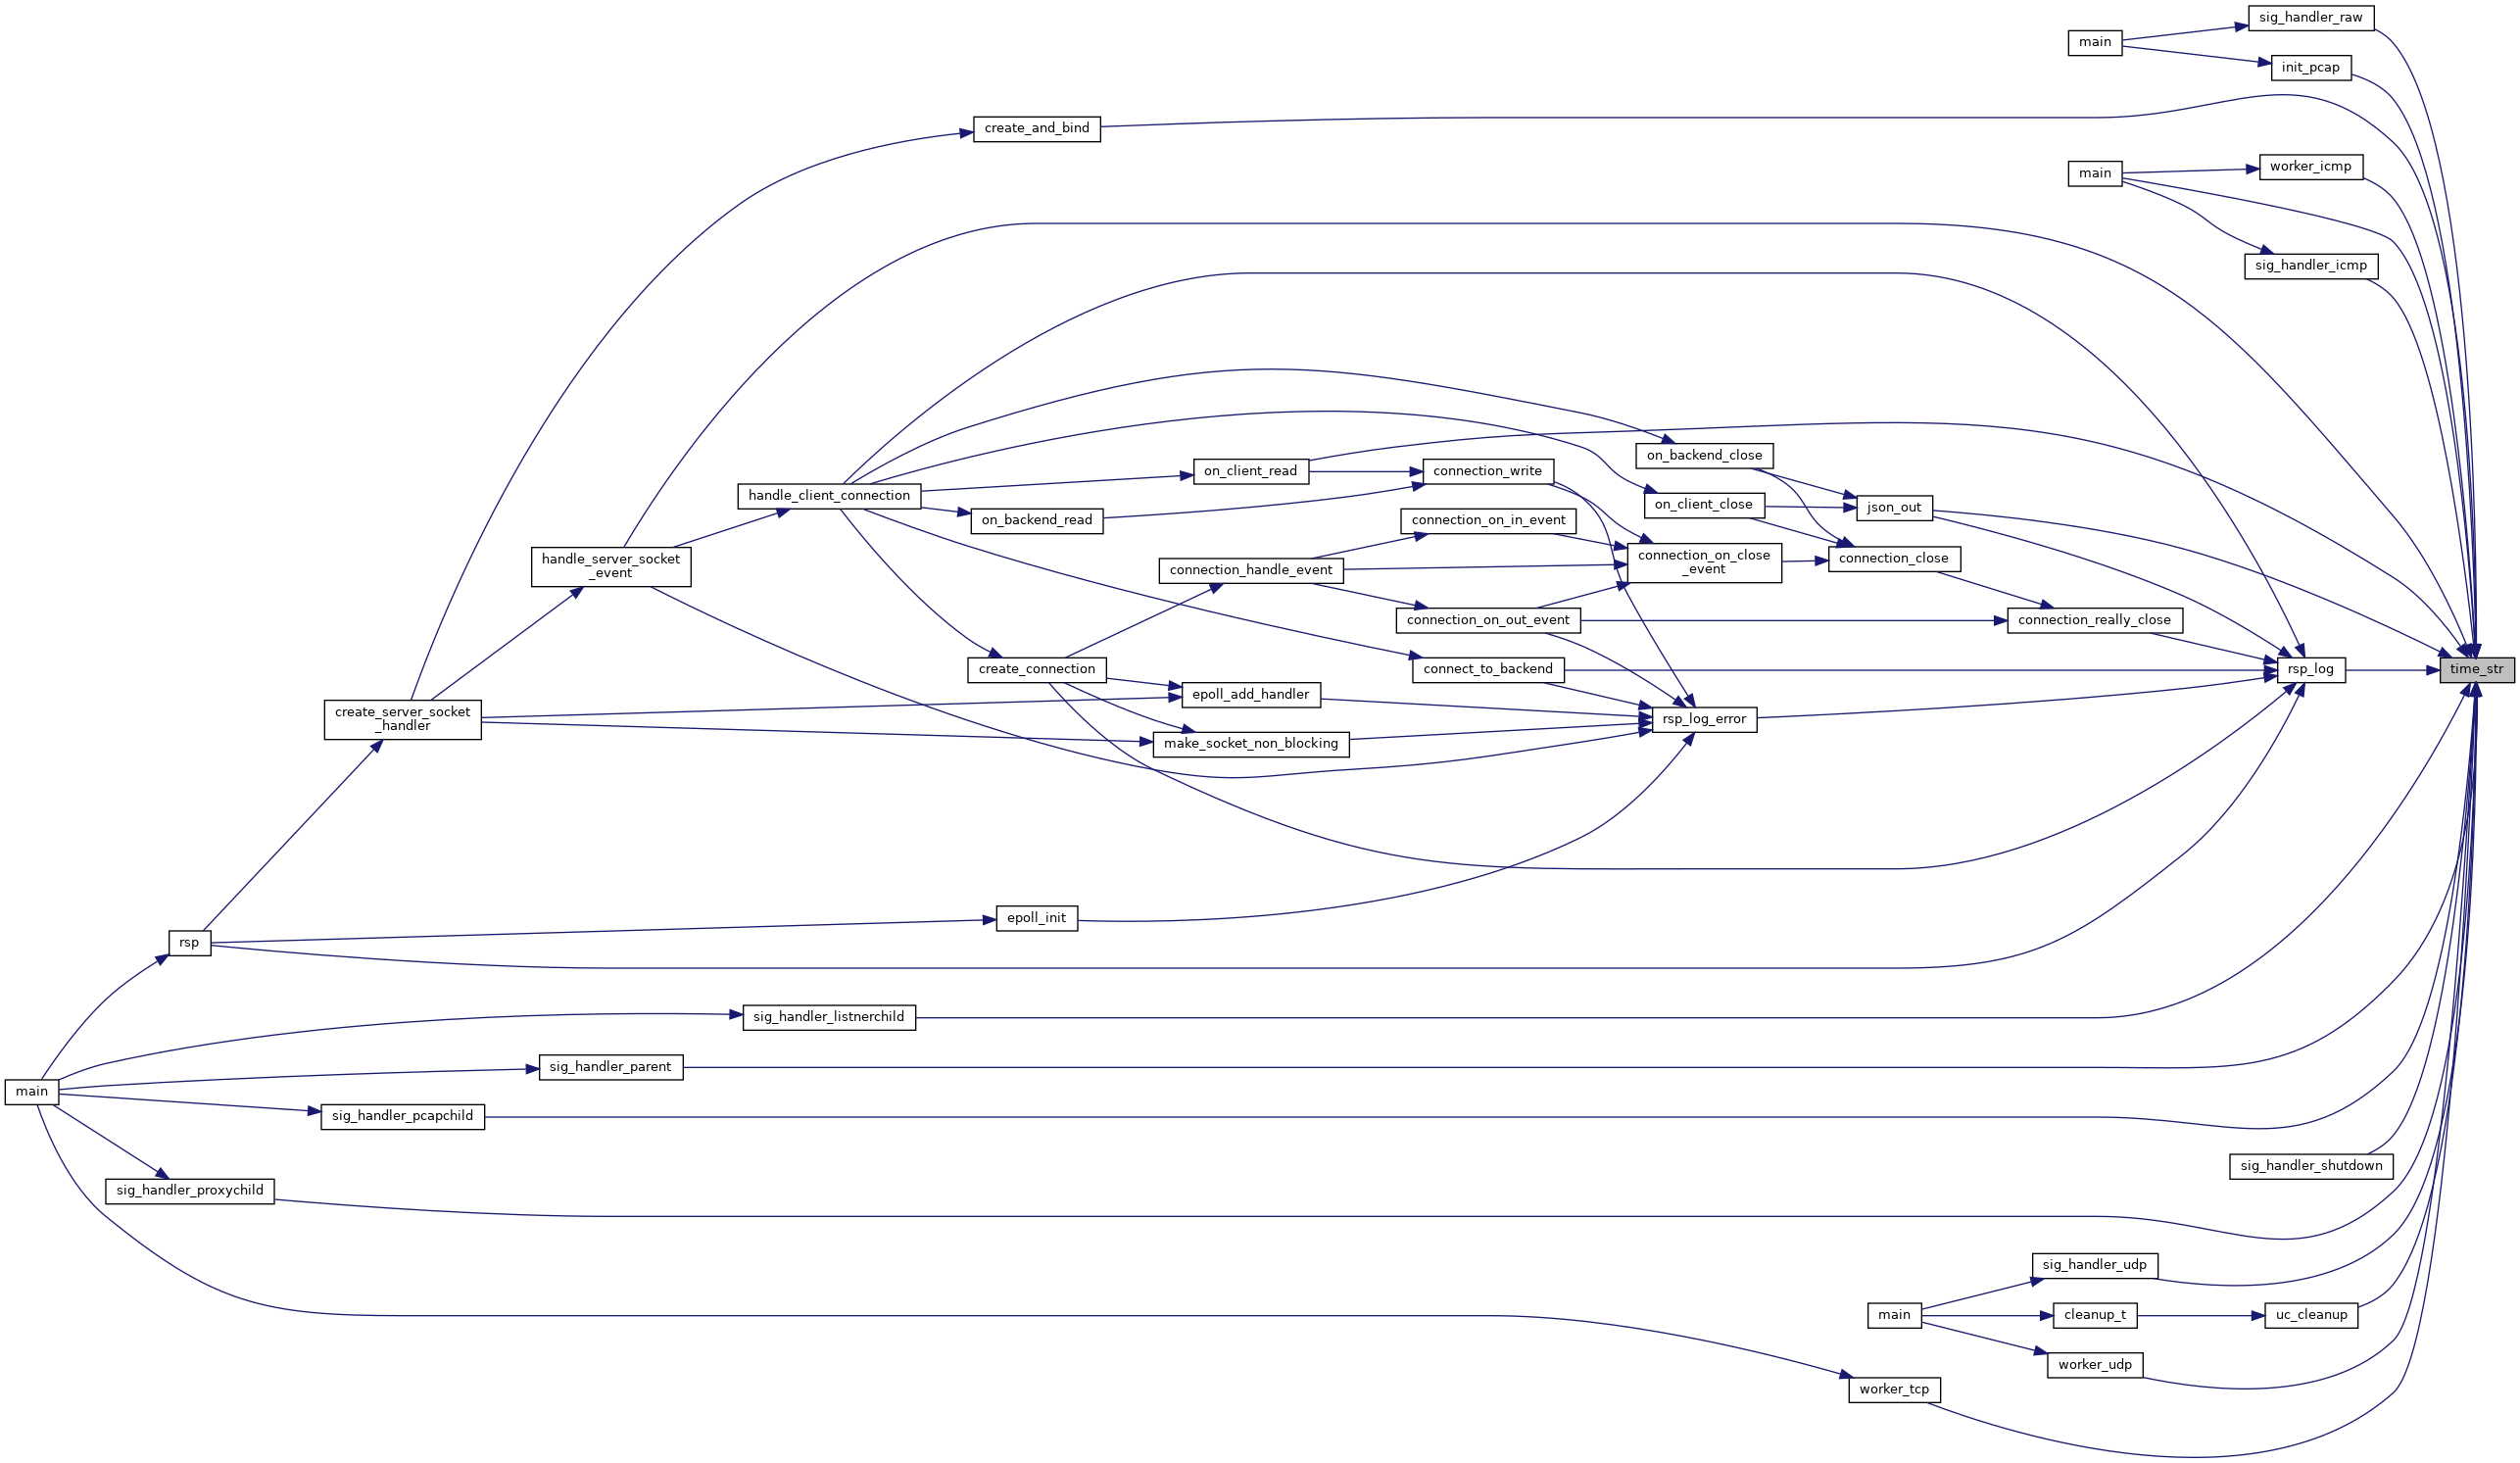 sig_handler_raw
main
init_pcap
create_and_bind
worker_icmp
main
sig_handler_icmp
on_backend_close
on_client_read
connection_write
handle_client_connection
on_client_close
json_out
on_backend_read
connection_on_in_event
handle_server_socket
_event
connection_on_close
_event
connection_close
connection_handle_event
connection_on_out_event
connection_really_close
create_connection
connect_to_backend
rsp_log
time_str
epoll_add_handler
create_server_socket
_handler
rsp_log_error
make_socket_non_blocking
epoll_init
rsp
sig_handler_listnerchild
sig_handler_parent
main
sig_handler_pcapchild
sig_handler_shutdown
sig_handler_proxychild
sig_handler_udp
main
cleanup_t
uc_cleanup
worker_udp
worker_tcp